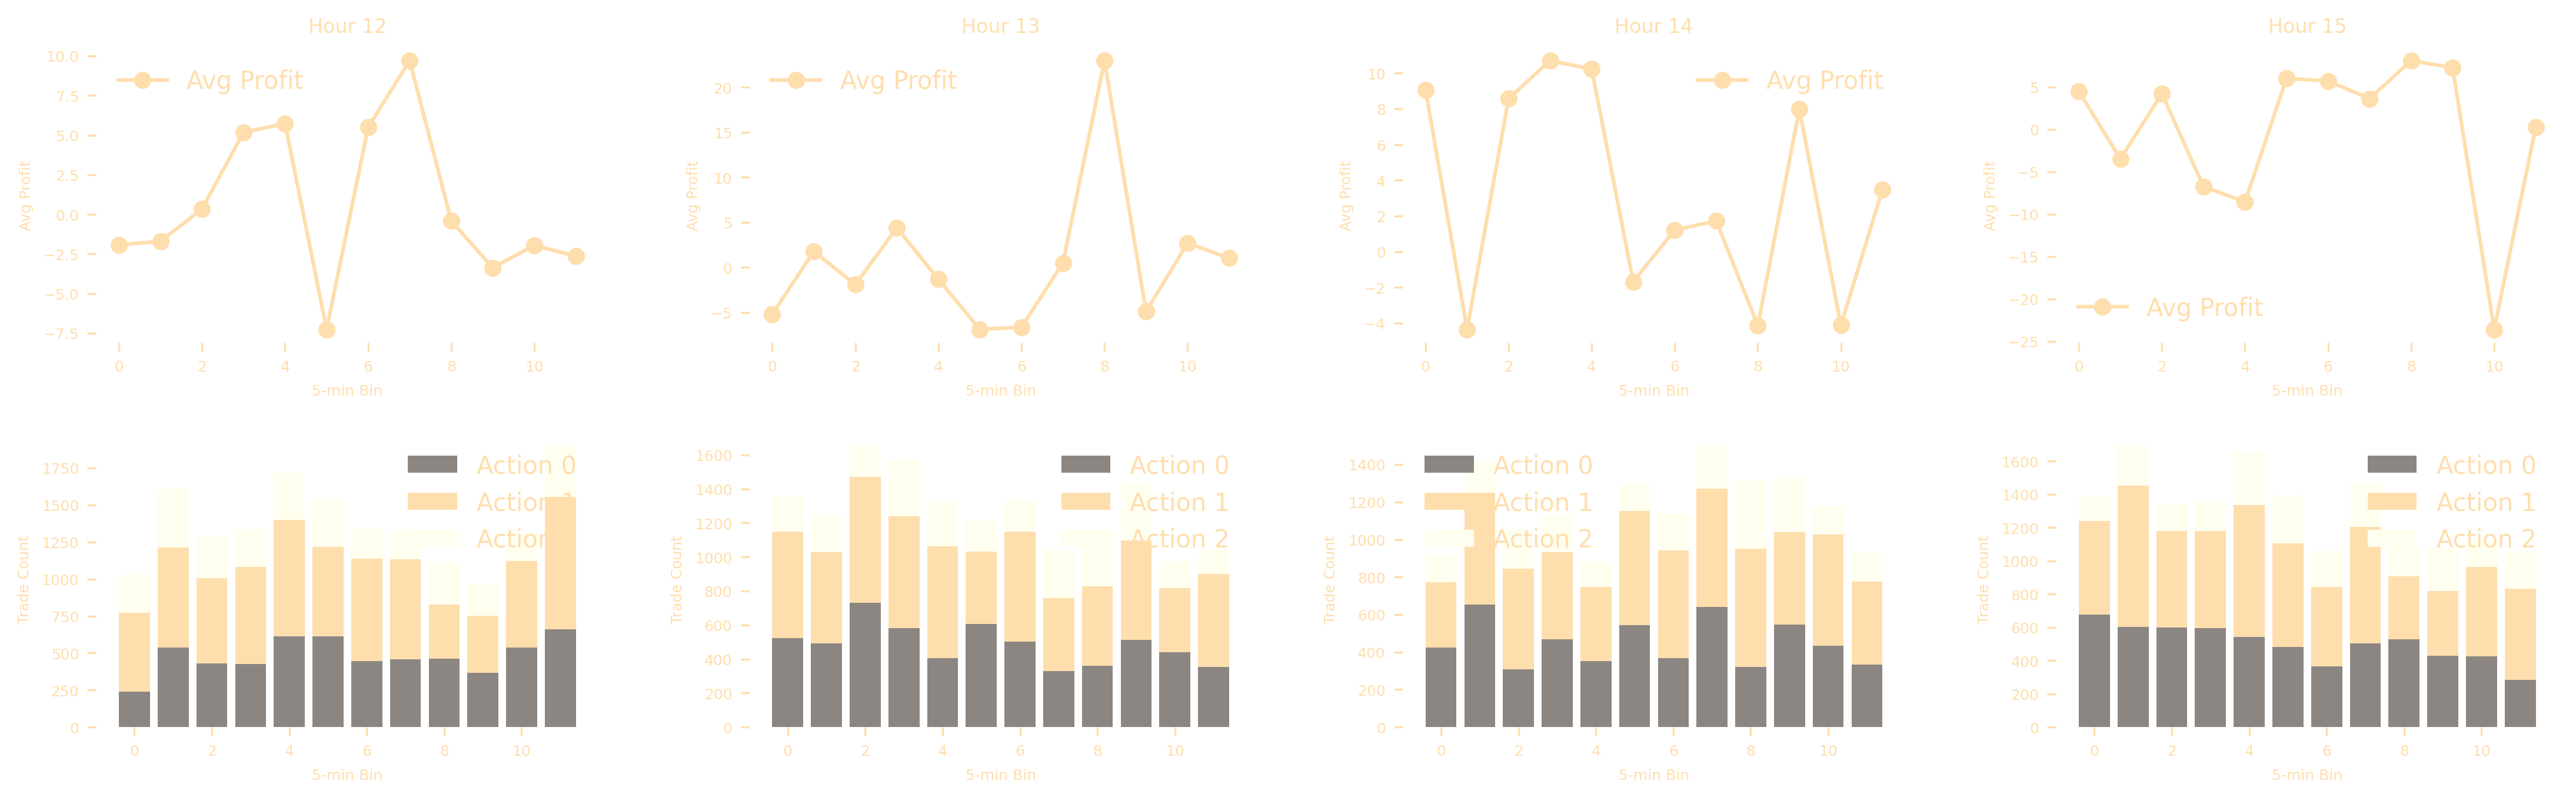 Hour 12
10.0
7.5
5.0
2.5
0.0
−2.5
−5.0
−7.5
Avg Profit
Avg Profit
0 2 4 6 8 10
5-min Bin
Hour 13
20
15
10
5
0
−5
Avg Profit
Avg Profit
0 2 4 6 8 10
5-min Bin
Hour 14
10
8
6
4
2
0
−2
−4
Avg Profit
Avg Profit
0 2 4 6 8 10
5-min Bin
Hour 15
5
0
−5
−10
−15
−20
−25
Avg Profit
Avg Profit
0 2 4 6 8 10
5-min Bin
1750
1500
1250
1000
750
500
250
0
Trade Count
Action 0
Action 1
Action
0 2 4 6 8 10
5-min Bin
1600
1400
1200
1000
800
600
400
200
0
Trade Count
Action 0
Action 1
Action 2
0 2 4 6 8 10
5-min Bin
1400
1200
1000
800
600
400
200
0
Trade Count
Action 0
Action 1
Action 2
0 2 4 6 8 10
5-min Bin
1600
1400
1200
1000
800
600
400
200
0
Trade Count
Action 0
Action 1
Action 2
0 2 4 6 8 10
5-min Bin